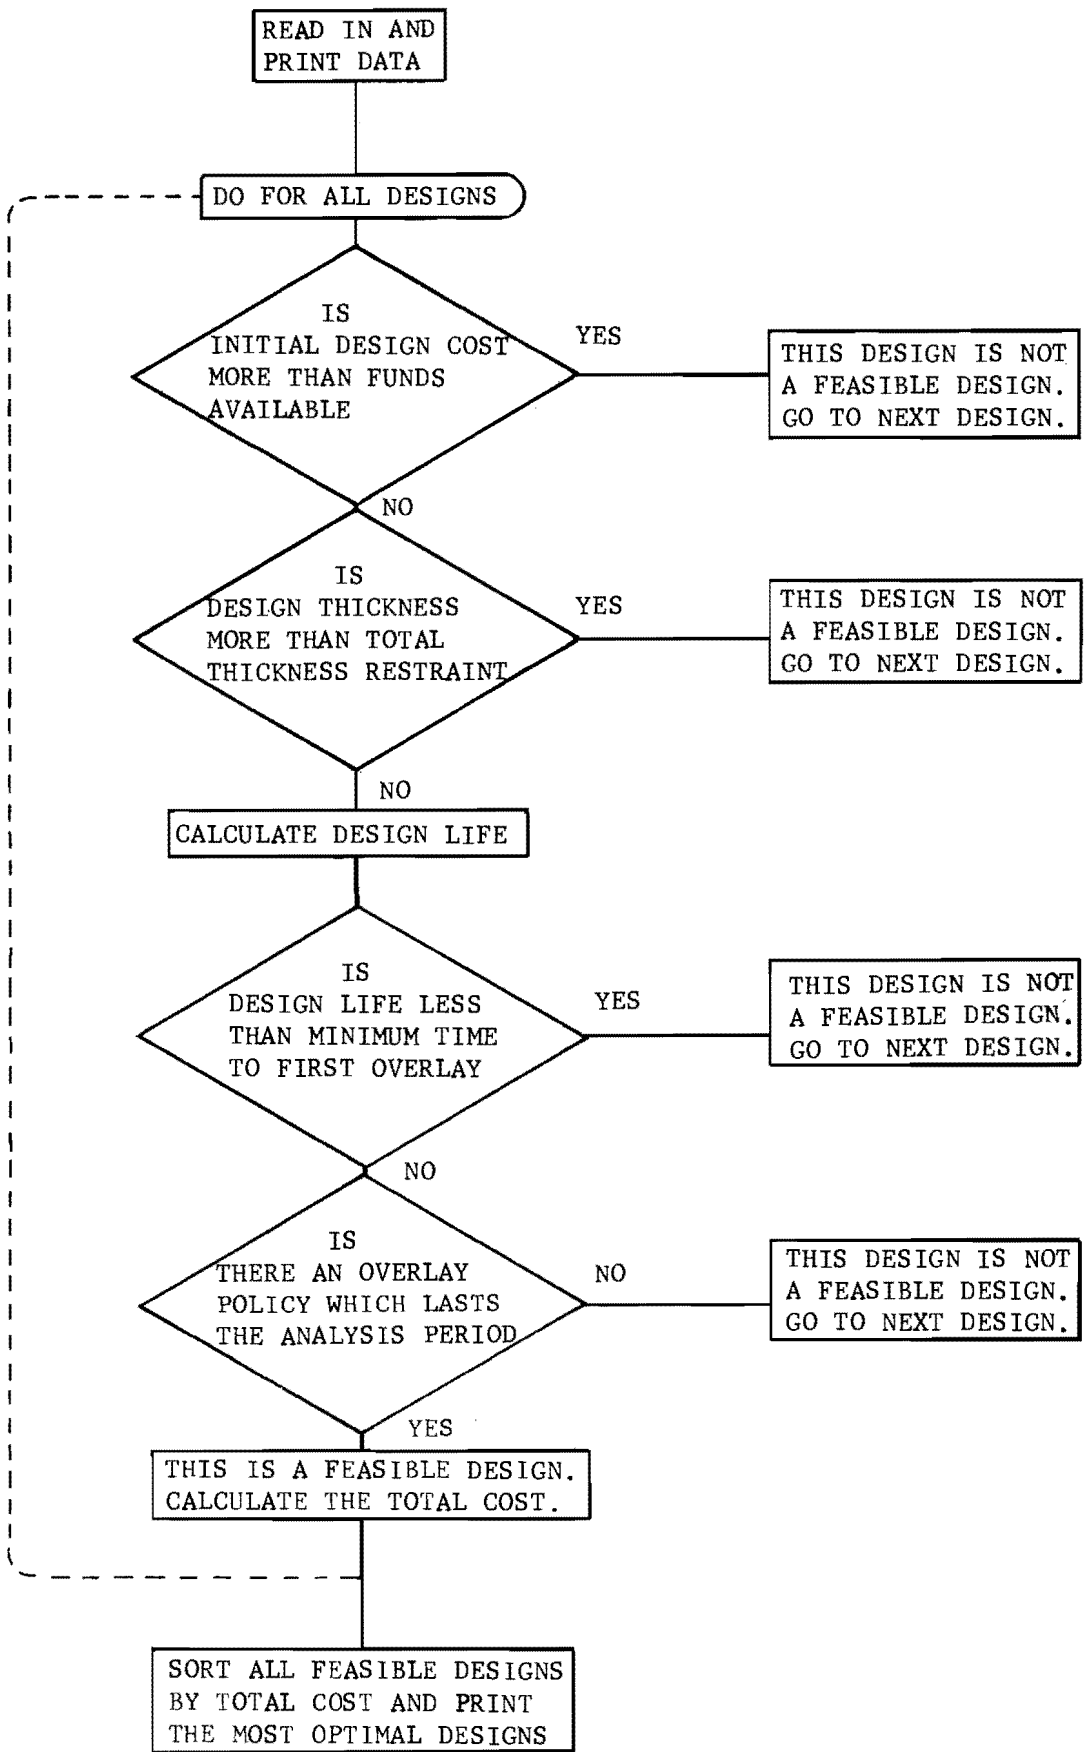 READ IN AND
PRINT DATA
DO FOR ALL DESIGNS
IS
INITIAL DESIGN COST
MORE THAN FUNDS
AVAILABLE
YES
THIS DESIGN IS NOT
A FEASIBLE DESIGN.
GO TO NEXT DESIGN.
NO
IS
DESIGN THICKNESS
MORE THAN TOTAL
THICKNESS RESTRAINT
YES
THIS DESIGN IS NOT
A FEASIBLE DESIGN.
GO TO NEXT DESIGN.
NO
CALCULATE DESIGN LIFE
IS
DESIGN LIFE LESS
THAN MINIMUM TIME
TO FIRST OVERLAY
YES
THIS DESIGN IS NOT
A FEASIBLE DESIGN.
GO TO NEXT DESIGN.
NO
IS
THERE AN OVERLAY
POLICY WHICH LASTS
THE ANALYSIS PERIOD
NO
THIS DESIGN IS NOT
A FEASIBLE DESIGN.
GO TO NEXT DESIGN.
YES
THIS IS A FEASIBLE DESIGN.
CALCULATE THE TOTAL COST.
SORT ALL FEASIBLE DESIGNS
BY TOTAL COST AND PRINT
THE MOST OPTIMAL DESIGNS